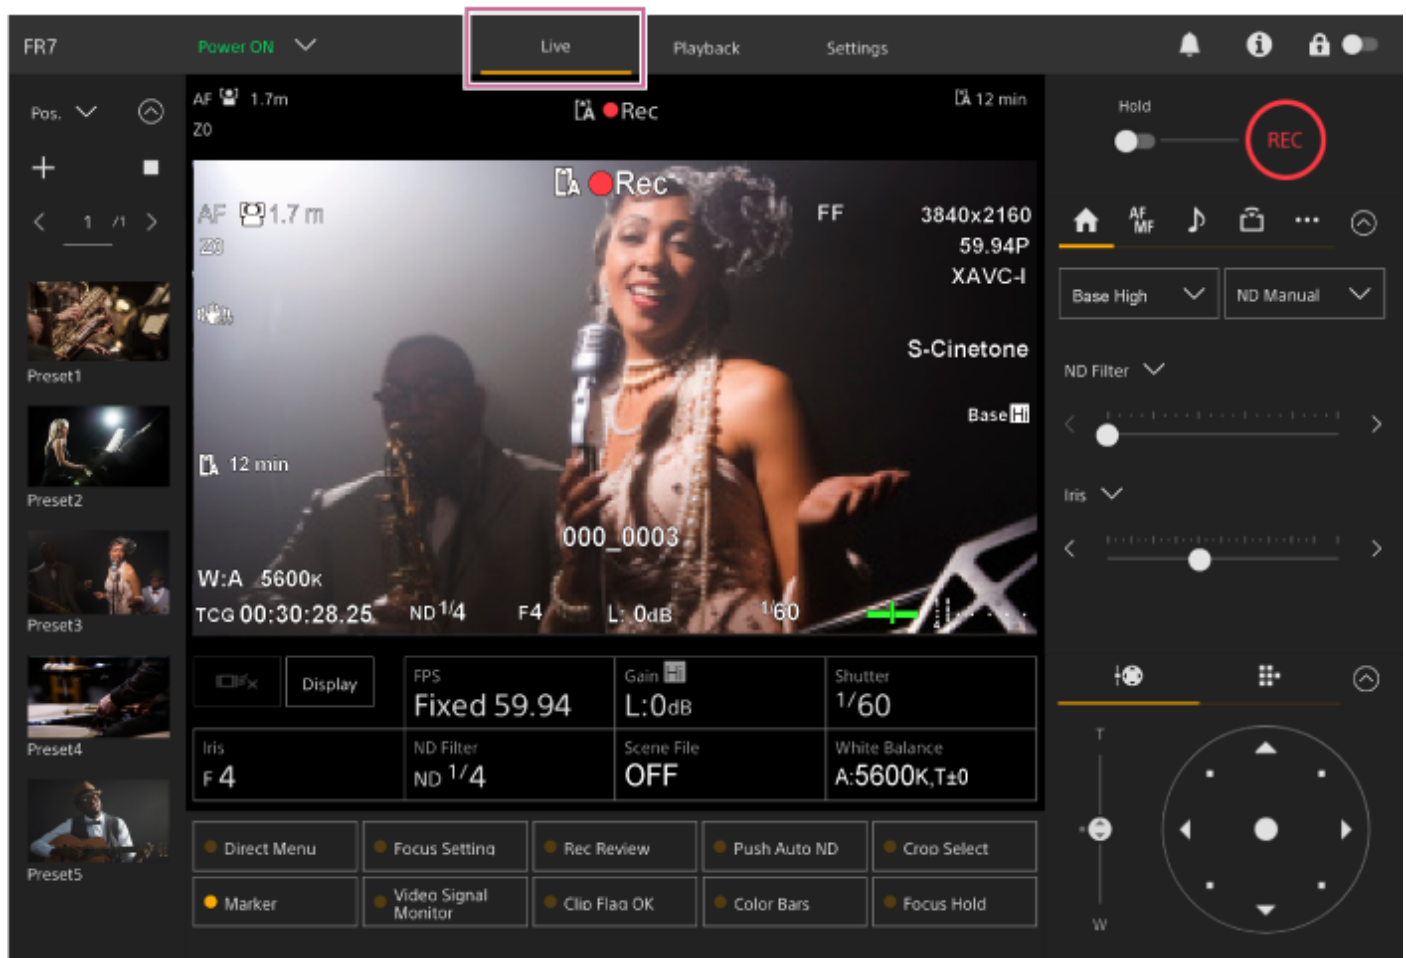 FR7
Power ON
Live
Playback
Settings
Pos.
1 /1
Preset1
Preset2
Preset3
Preset4
Preset5
AF 1.7m
Z0
A Rec
A 12 min
A Rec
AF 1.7 m
Z0
FF
3840x2160
59.94P
XAVC-I
S-Cinetone
Base Hi
A 12 min
000_0003
W:A 5600K
TCG 00:30:28.25 ND 1/4 F4 L: 0dB 1/60
Display
FPS
Fixed 59.94
Gain Hi
L:0dB
Shutter
1/60
Iris
F 4
ND Filter
ND 1/4
Scene File
OFF
White Balance
A:5600K,T±0
Direct Menu
Focus Setting
Rec Review
Push Auto ND
Crop Select
Marker
Video Signal
Monitor
Clip Flag OK
Color Bars
Focus Hold
Hold
REC
AF
MF
Base High
ND Manual
ND Filter
Iris
T
W